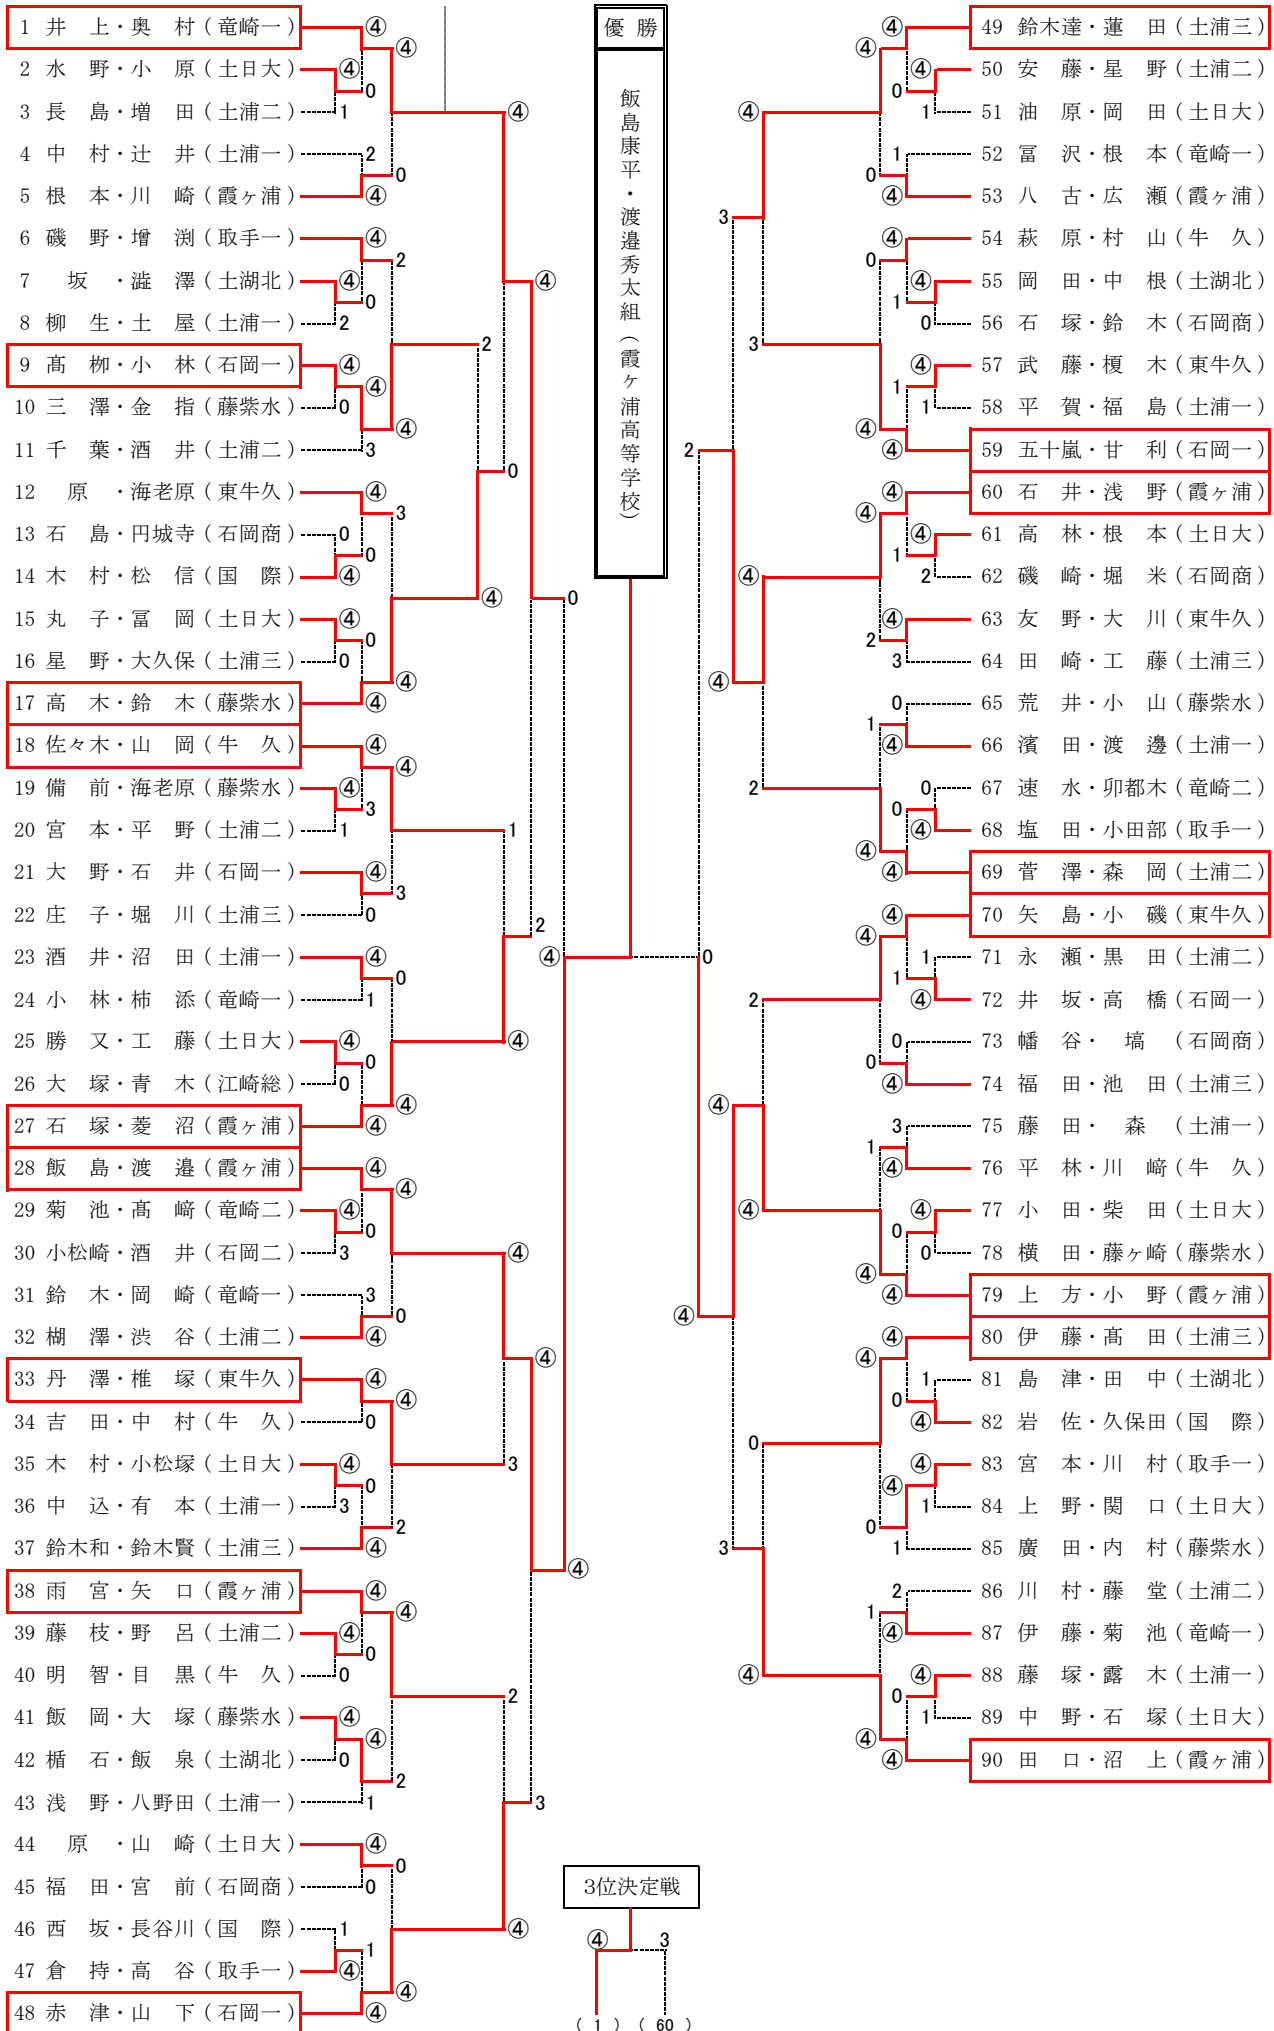 優 勝
飯島康平・渡邉秀太組（霞ヶ浦高等学校）
1 井 上・奥 村（竜崎一）
2 水 野・小 原（土日大）
3 長 島・増 田（土浦二）
4 中 村・辻 井（土浦一）
5 根 本・川 崎（霞ヶ浦）
6 磯 野・増 渕（取手一）
7 坂 ・澁 澤（土湖北）
8 柳 生・土 屋（土浦一）
9 髙 栁・小 林（石岡一）
10 三 澤・金 指（藤紫水）
11 千 葉・酒 井（土浦二）
12 原 ・海老原（東牛久）
13 石 島・円城寺（石岡商）
14 木 村・松 信（国 際）
15 丸 子・冨 岡（土日大）
16 星 野・大久保（土浦三）
17 高 木・鈴 木（藤紫水）
18 佐々木・山 岡（牛 久）
19 備 前・海老原（藤紫水）
20 宮 本・平 野（土浦二）
21 大 野・石 井（石岡一）
22 庄 子・堀 川（土浦三）
23 酒 井・沼 田（土浦一）
24 小 林・柿 添（竜崎一）
25 勝 又・工 藤（土日大）
26 大 塚・青 木（江崎総）
27 石 塚・菱 沼（霞ヶ浦）
28 飯 島・渡 邉（霞ヶ浦）
29 菊 池・髙 﨑（竜崎二）
30 小松崎・酒 井（石岡二）
31 鈴 木・岡 崎（竜崎一）
32 棚 澤・渋 谷（土浦二）
33 丹 澤・椎 塚（東牛久）
34 吉 田・中 村（牛 久）
35 木 村・小松塚（土日大）
36 中 込・有 本（土浦一）
37 鈴木和・鈴木賢（土浦三）
38 雨 宮・矢 口（霞ヶ浦）
39 藤 枝・野 呂（土浦二）
40 明 智・目 黒（牛 久）
41 飯 岡・大 塚（藤紫水）
42 楯 石・飯 泉（土湖北）
43 浅 野・八野田（土浦一）
44 原 ・山 崎（土日大）
45 福 田・宮 前（石岡商）
46 西 坂・長谷川（国 際）
47 倉 持・高 谷（取手一）
48 赤 津・山 下（石岡一）
49 鈴木達・蓮 田（土浦三）
50 安 藤・星 野（土浦二）
51 油 原・岡 田（土日大）
52 冨 沢・根 本（竜崎一）
53 八 古・広 瀬（霞ヶ浦）
54 萩 原・村 山（牛 久）
55 岡 田・中 根（土湖北）
56 石 塚・鈴 木（石岡商）
57 武 藤・榎 木（東牛久）
58 平 賀・福 島（土浦一）
59 五十嵐・甘 利（石岡一）
60 石 井・浅 野（霞ヶ浦）
61 高 林・根 本（土日大）
62 磯 崎・堀 米（石岡商）
63 友 野・大 川（東牛久）
64 田 崎・工 藤（土浦三）
65 荒 井・小 山（藤紫水）
66 濱 田・渡 邊（土浦一）
67 速 水・卯都木（竜崎二）
68 塩 田・小田部（取手一）
69 菅 澤・森 岡（土浦二）
70 矢 島・小 磯（東牛久）
71 永 瀬・黒 田（土浦二）
72 井 坂・高 橋（石岡一）
73 幡 谷・ 塙 （石岡商）
74 福 田・池 田（土浦三）
75 藤 田・ 森 （土浦一）
76 平 林・川 﨑（牛 久）
77 小 田・柴 田（土日大）
78 横 田・藤ヶ崎（藤紫水）
79 上 方・小 野（霞ヶ浦）
80 伊 藤・髙 田（土浦三）
81 島 津・田 中（土湖北）
82 岩 佐・久保田（国 際）
83 宮 本・川 村（取手一）
84 上 野・関 口（土日大）
85 廣 田・内 村（藤紫水）
86 川 村・藤 堂（土浦二）
87 伊 藤・菊 池（竜崎一）
88 藤 塚・露 木（土浦一）
89 中 野・石 塚（土日大）
90 田 口・沼 上（霞ヶ浦）
3位決定戦
④ 3
（ 1 ）（ 60 ）